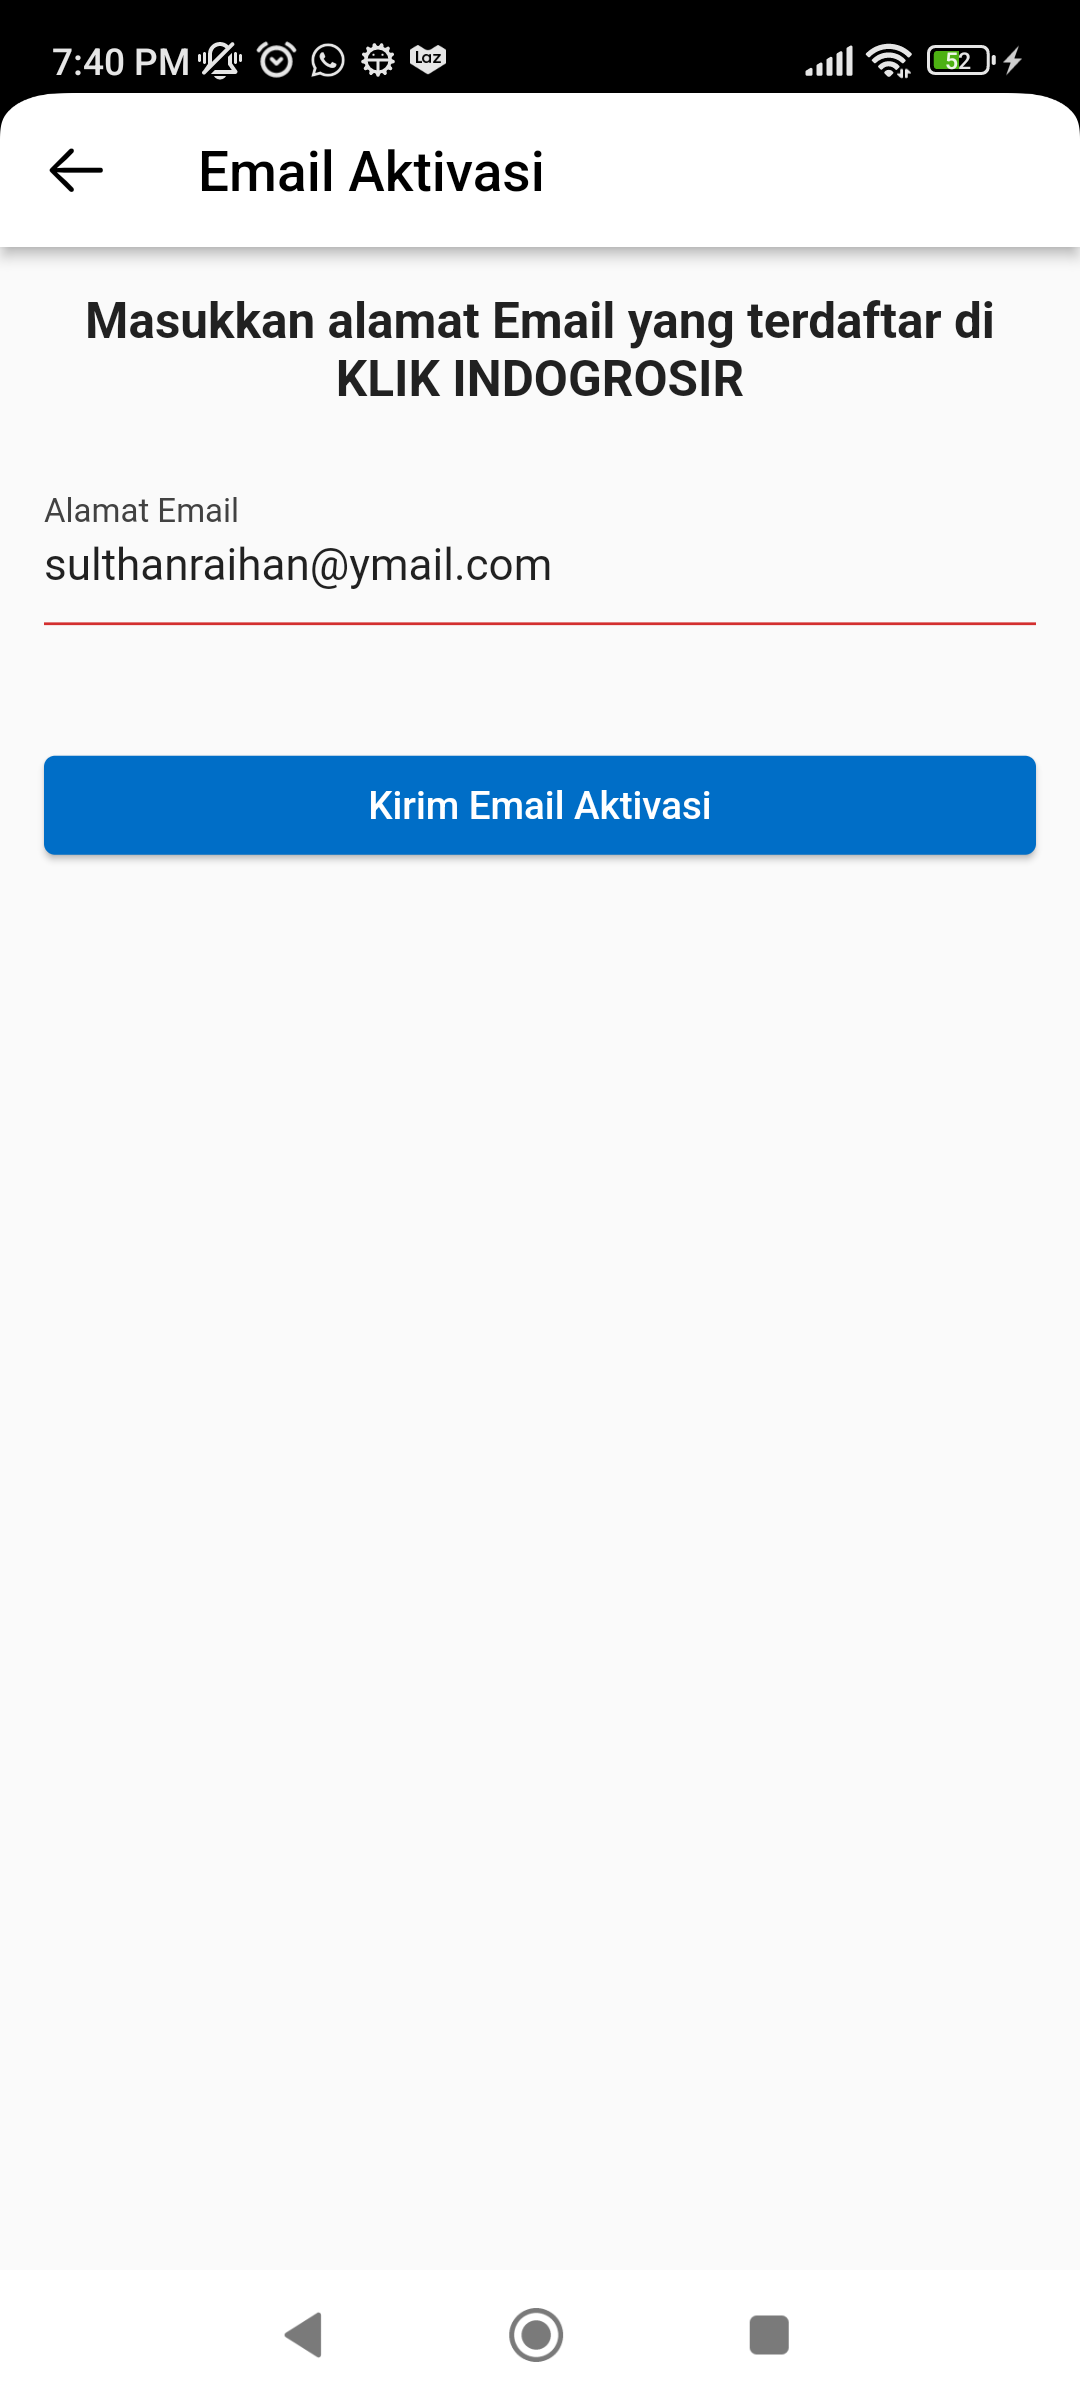 7:40 PM Laz 52
Email Aktivasi
Masukkan alamat Email yang terdaftar di
KLIK INDOGROSIR
Alamat Email
sulthanraihan@ymail.com
Kirim Email Aktivasi